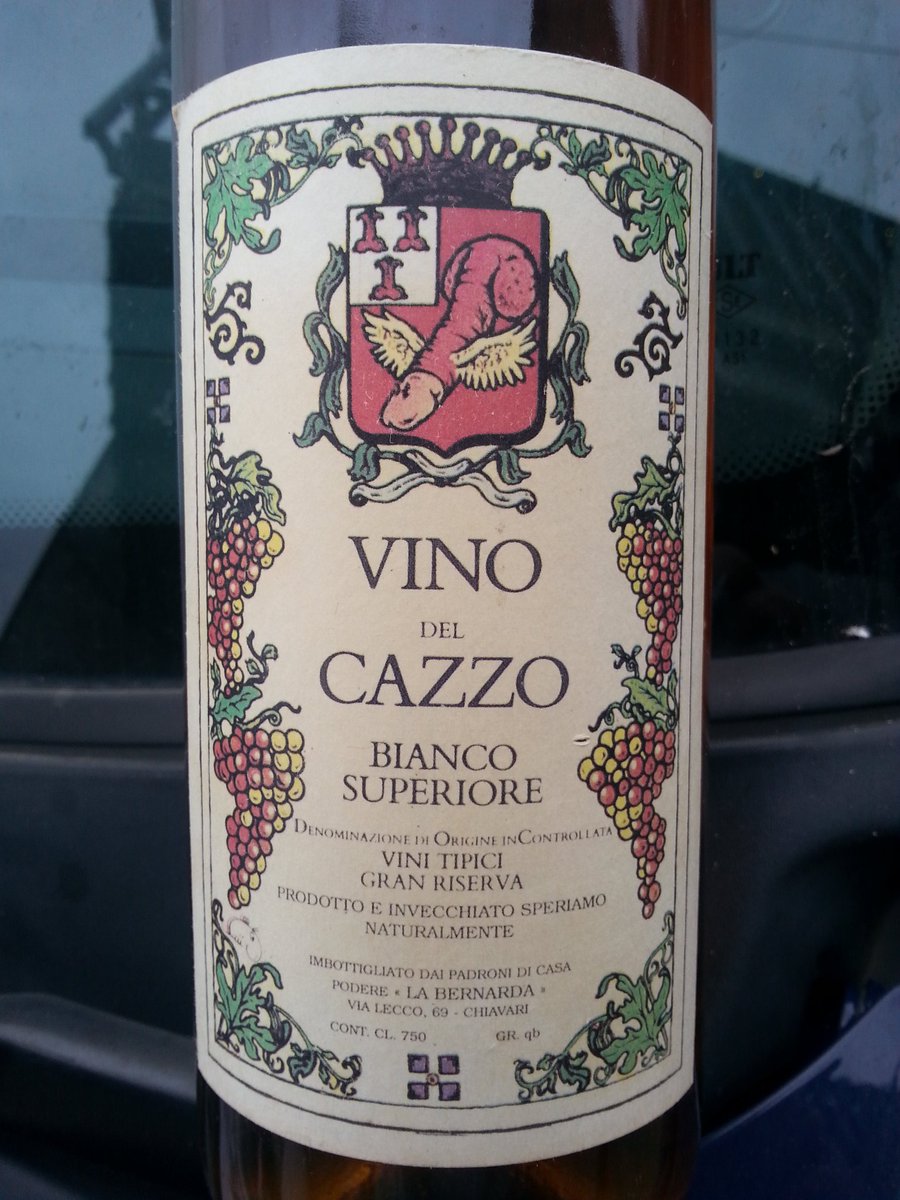 VINO
DEL
CAZZO
BIANCO
SUPERIORE
DENOMINAZIONE DI ORIGINE INCONTROLLATA
VINI TIPICI
GRAN RISERVA
PRODOTTO E INVECCHIATO SPERIAMO
NATURALMENTE
IMBOTTIGLIATO DAI PADRONI DI CASA
PODERE « LA BERNARDA »
VIA LECCO, 69 - CHIAVARI
CONT. CL. 750 GR. qb